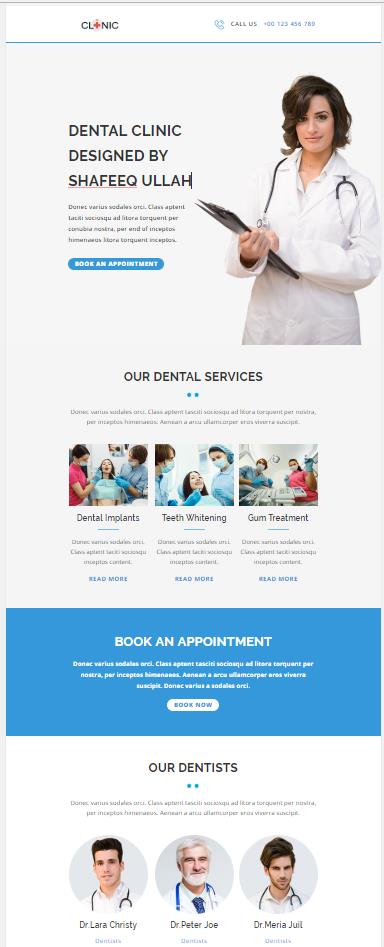 CLINIC
CALL US +00 123 456 789
DENTAL CLINIC
DESIGNED BY
SHAFEEQ ULLAH
Donec varius sodales orci. Class aptent
taciti sociosqu ad litora torquent per
conubia nostra, per end of inceptos
himenaeos litora torquent inceptos.
BOOK AN APPOINTMENT
OUR DENTAL SERVICES
Donec varius sodales orci. Class aptent tasciti sociosqu ad litora torquent per nostra,
per inceptos himenaeos. Aenean a arcu ullamcorper eros viverra suscipit.
Dental Implants Teeth Whitening Gum Treatment
Donec varius sodales orci. Donec varius sodales orci. Donec varius sodales orci.
Class aptent taciti sociosqu Class aptent taciti sociosqu Class aptent taciti sociosqu
inceptos content. inceptos content. inceptos content.
READ MORE READ MORE READ MORE
BOOK AN APPOINTMENT
Donec varius sodales orci. Class aptent tasciti sociosqu ad litora torquent per
nostra, per inceptos himenaeos. Aenean a arcu ullamcorper eros viverra
suscipit. Donec varius a sodales orci.
BOOK NOW
OUR DENTISTS
Donec varius sodales orci. Class aptent tasciti sociosqu ad litora torquent per nostra,
per inceptos himenaeos. Aenean a arcu ullamcorper eros viverra suscipit.
Dr.Lara Christy Dr.Peter Joe Dr.Meria Juil
Dentists Dentists Dentists